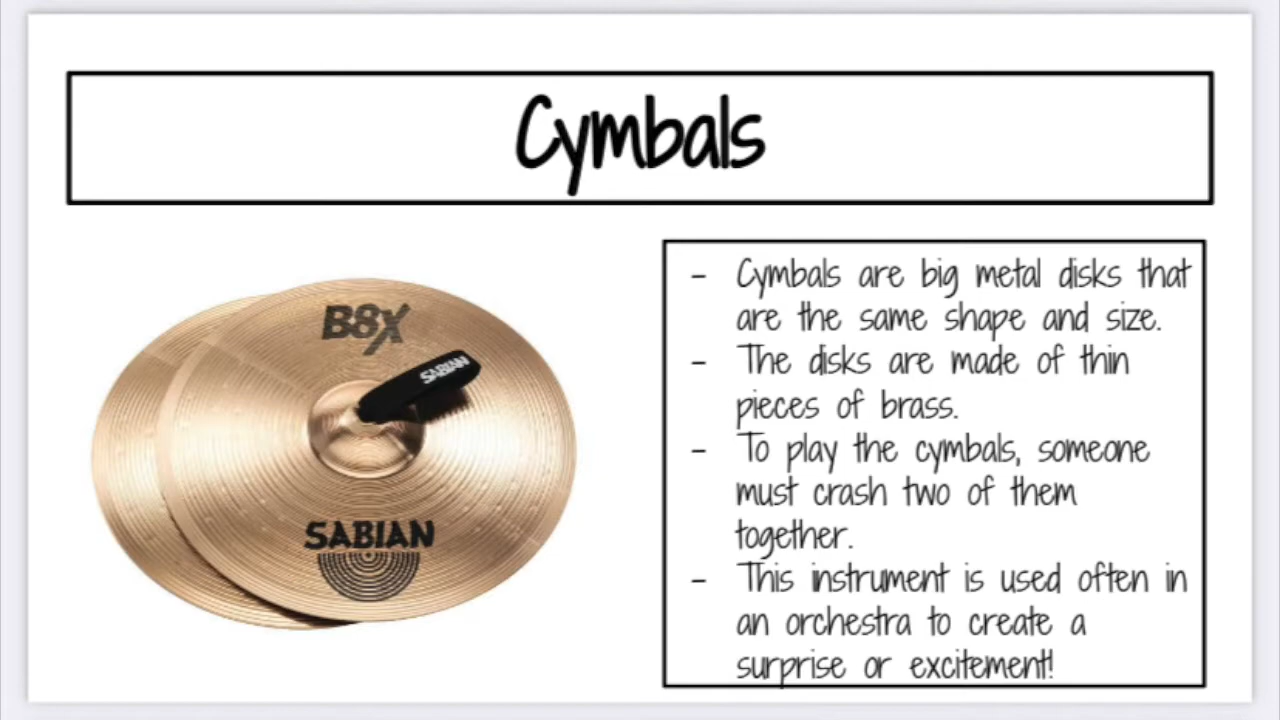 Cymbals
B8X
SABIAN
SABIAN
- Cymbals are big metal disks that
are the same shape and size.
- The disks are made of thin
pieces of brass.
- To play the cymbals, someone
must crash two of them
together.
- This instrument is used often in
an orchestra to create a
surprise or excitement!